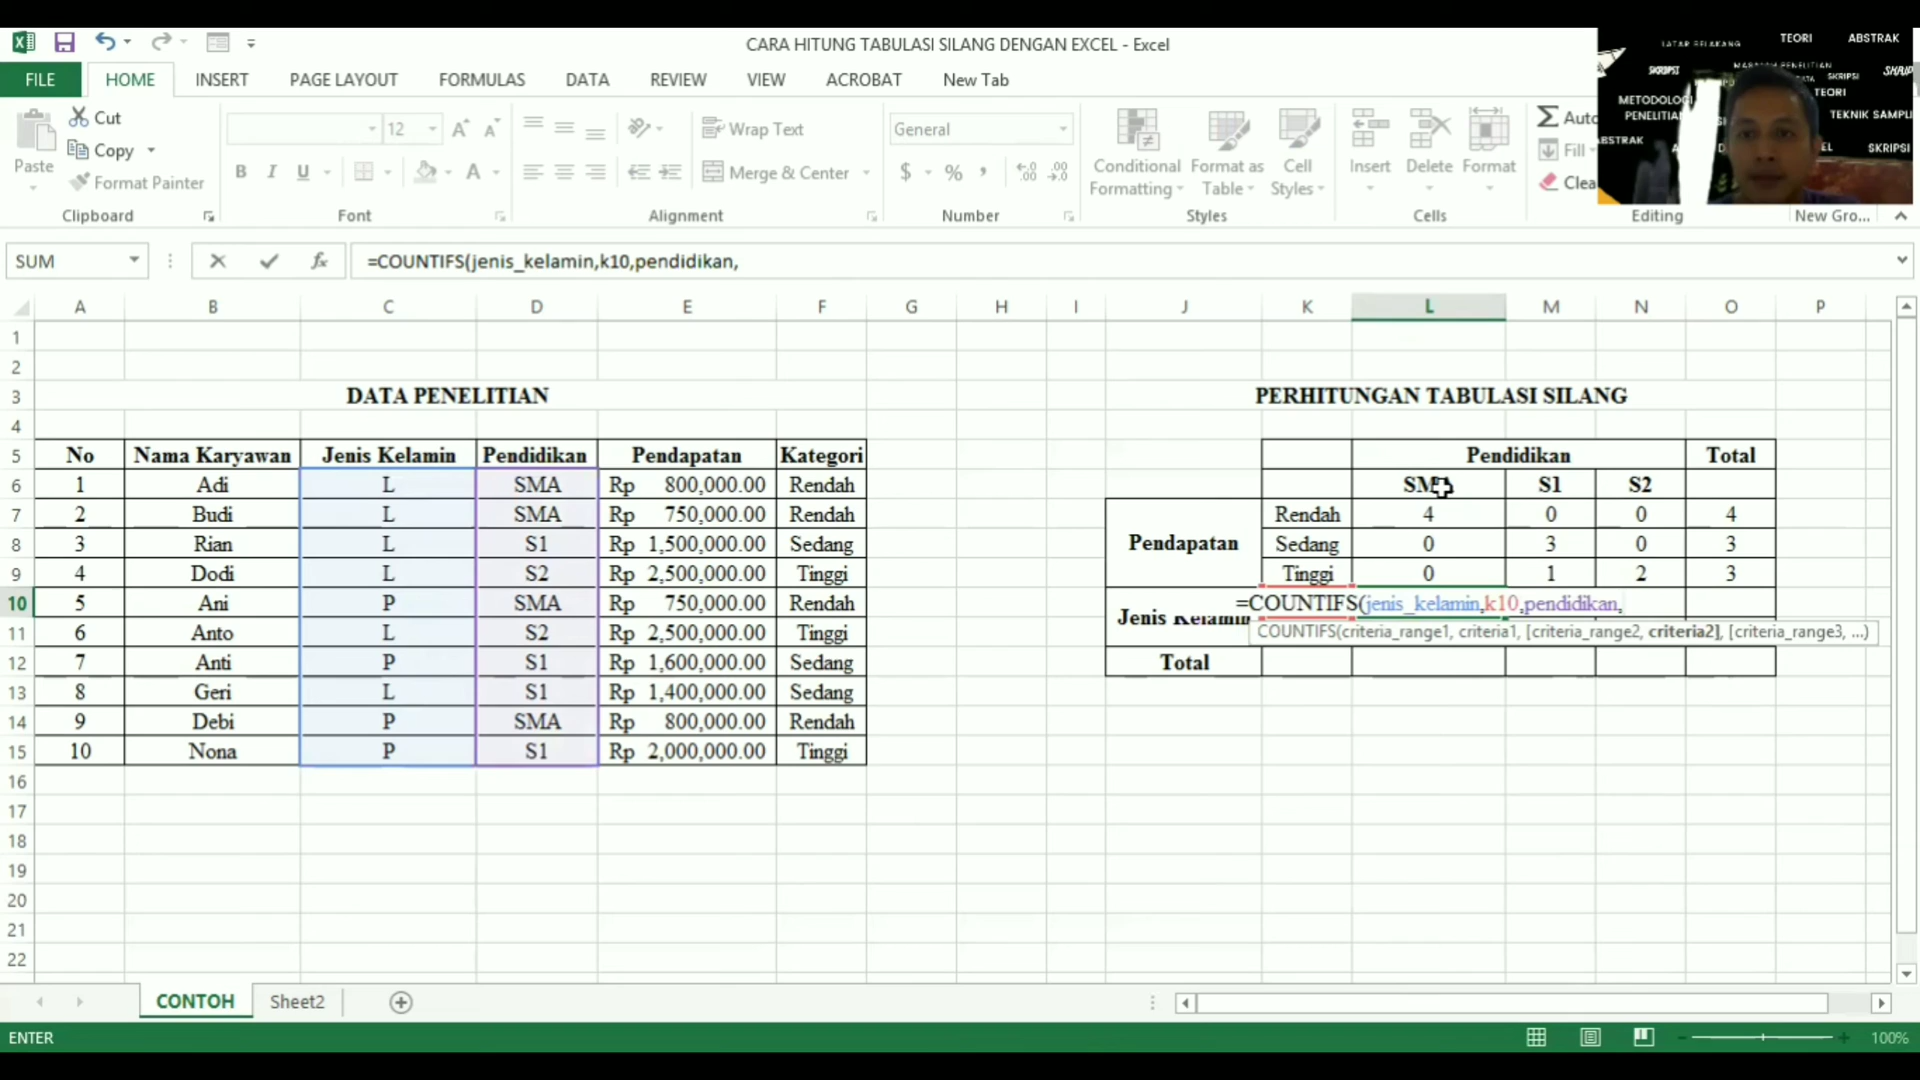 CARA HITUNG TABULASI SILANG DENGAN EXCEL - Excel
FILE HOME INSERT PAGE LAYOUT FORMULAS DATA REVIEW VIEW ACROBAT New Tab
LATAR BELAKANG TEORI ABSTRAK
SKRIPSI SKRIPSI
TEORI
METODOLOGI
PENELITIAN TEKNIK SAMPU
ABSTRAK SKRIPSI
Cut
Copy
Format Painter
Paste
Clipboard
12
B I U A
Font
Wrap Text
Merge & Center
Alignment
General
$ % ,
Number
Conditional Formatting
Format as Table
Cell Styles
Styles
Insert Delete Format
Cells
Auto
Fill
Clea
Editing
New Gro...
SUM fx =COUNTIFS(jenis_kelamin,k10,pendidikan,
A B C D E F G H I J K L M N O P
1
2
3 DATA PENELITIAN PERHITUNGAN TABULASI SILANG
4
5 No Nama Karyawan Jenis Kelamin Pendidikan Pendapatan Kategori Pendidikan Total
6 1 Adi L SMA Rp 800,000.00 Rendah SMA S1 S2
7 2 Budi L SMA Rp 750,000.00 Rendah Rendah 4 0 0 4
8 3 Rian L S1 Rp 1,500,000.00 Sedang Pendapatan Sedang 0 3 0 3
9 4 Dodi L S2 Rp 2,500,000.00 Tinggi Tinggi 0 1 2 3
10 5 Ani P SMA Rp 750,000.00 Rendah =COUNTIFS(jenis_kelamin,k10,pendidikan,
Jenis Kelamin
11 6 Anto L S2 Rp 2,500,000.00 Tinggi COUNTIFS(criteria_range1, criteria1, [criteria_range2, criteria2], [criteria_range3, ...)
12 7 Anti P S1 Rp 1,600,000.00 Sedang Total
13 8 Geri L S1 Rp 1,400,000.00 Sedang
14 9 Debi P SMA Rp 800,000.00 Rendah
15 10 Nona P S1 Rp 2,000,000.00 Tinggi
16
17
18
19
20
21
22
CONTOH Sheet2
ENTER 100%